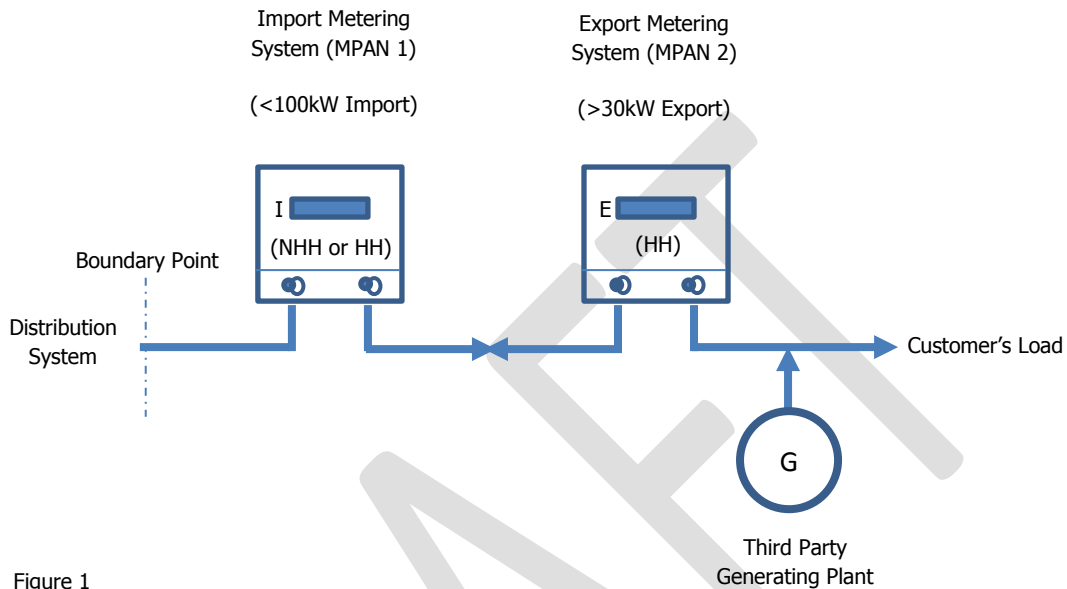 Import Metering
System (MPAN 1)
(<100kW Import)
Export Metering
System (MPAN 2)
(>30kW Export)
I
(NHH or HH)
E
(HH)
Boundary Point
Distribution
System
Customer's Load
G
Third Party
Generating Plant
Figure 1